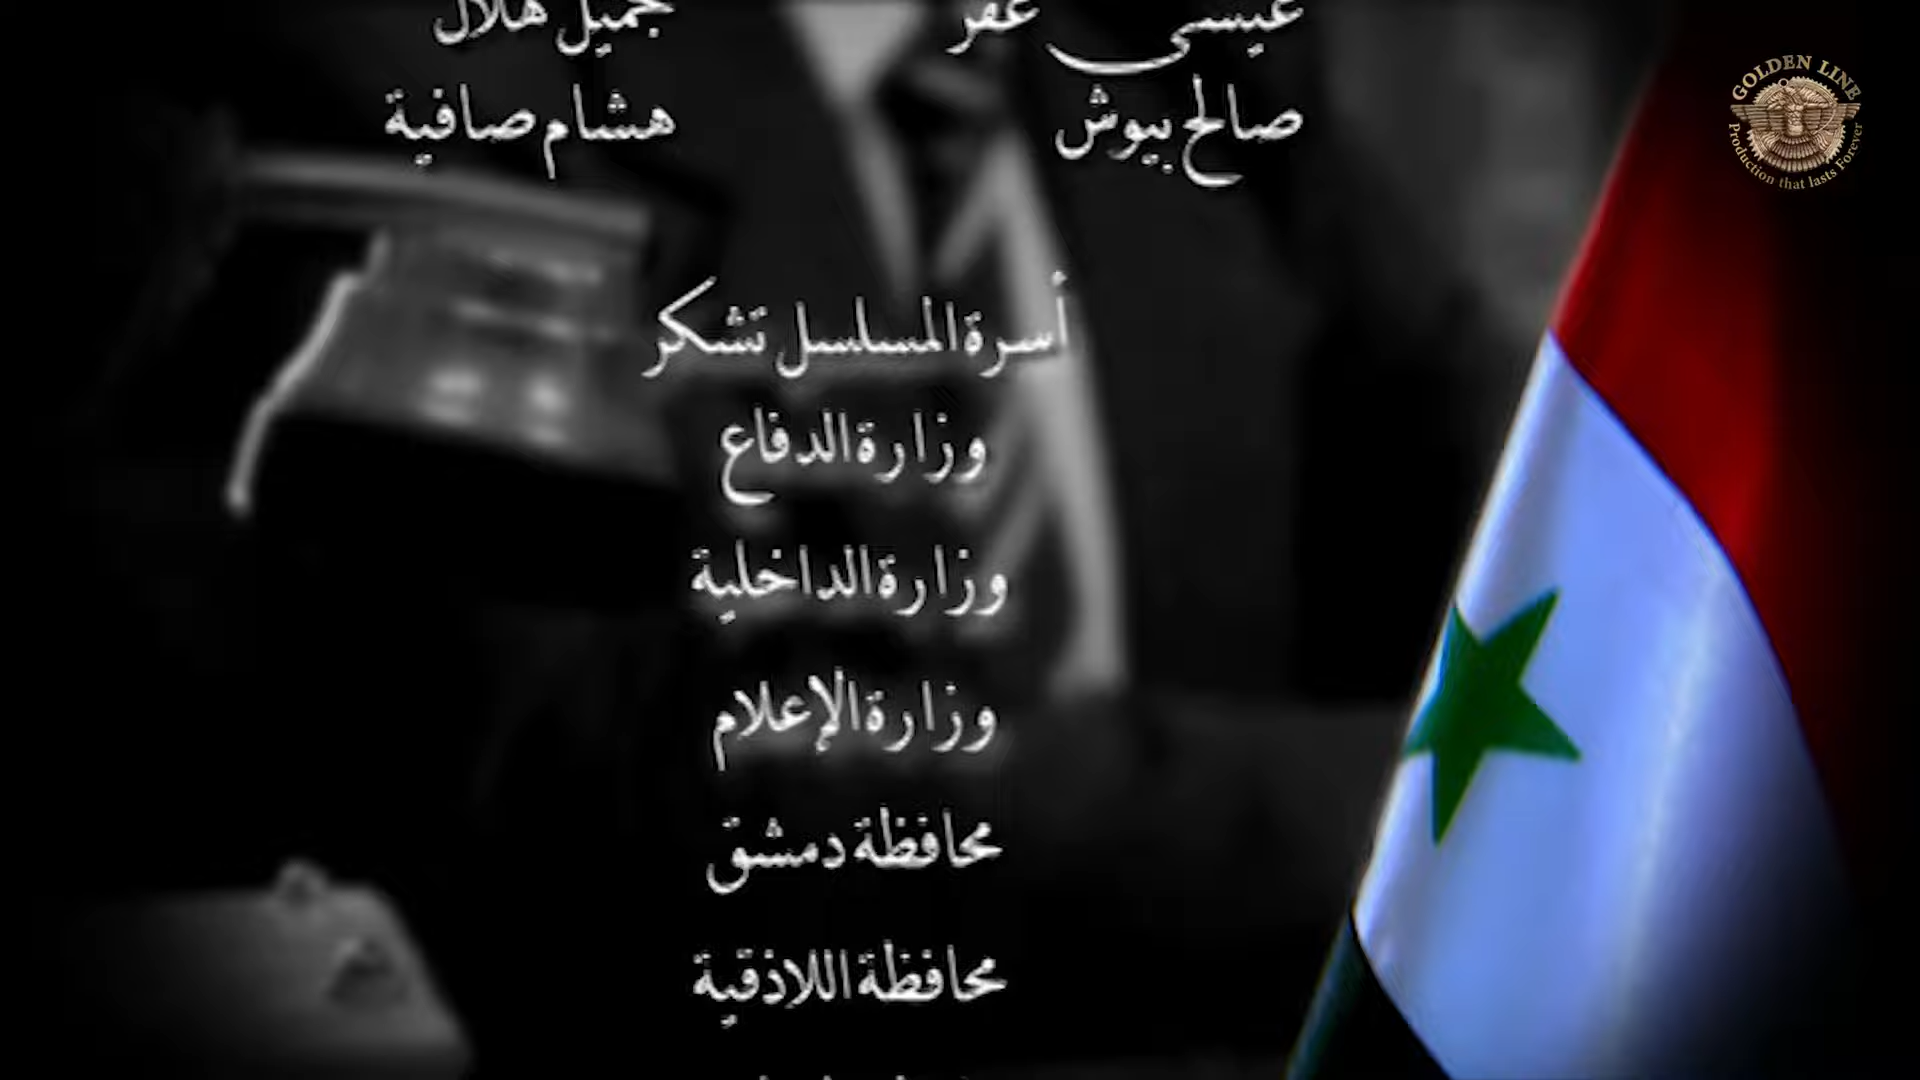 عيسى عفر جميل هلال
صالح بيوش هشام صافية
أسرة المسلسل تشكر
وزارة الدفاع
وزارة الداخلية
وزارة الإعلام
محافظة دمشق
محافظة اللاذقية
GOLDEN LINE
Production that lasts Forever